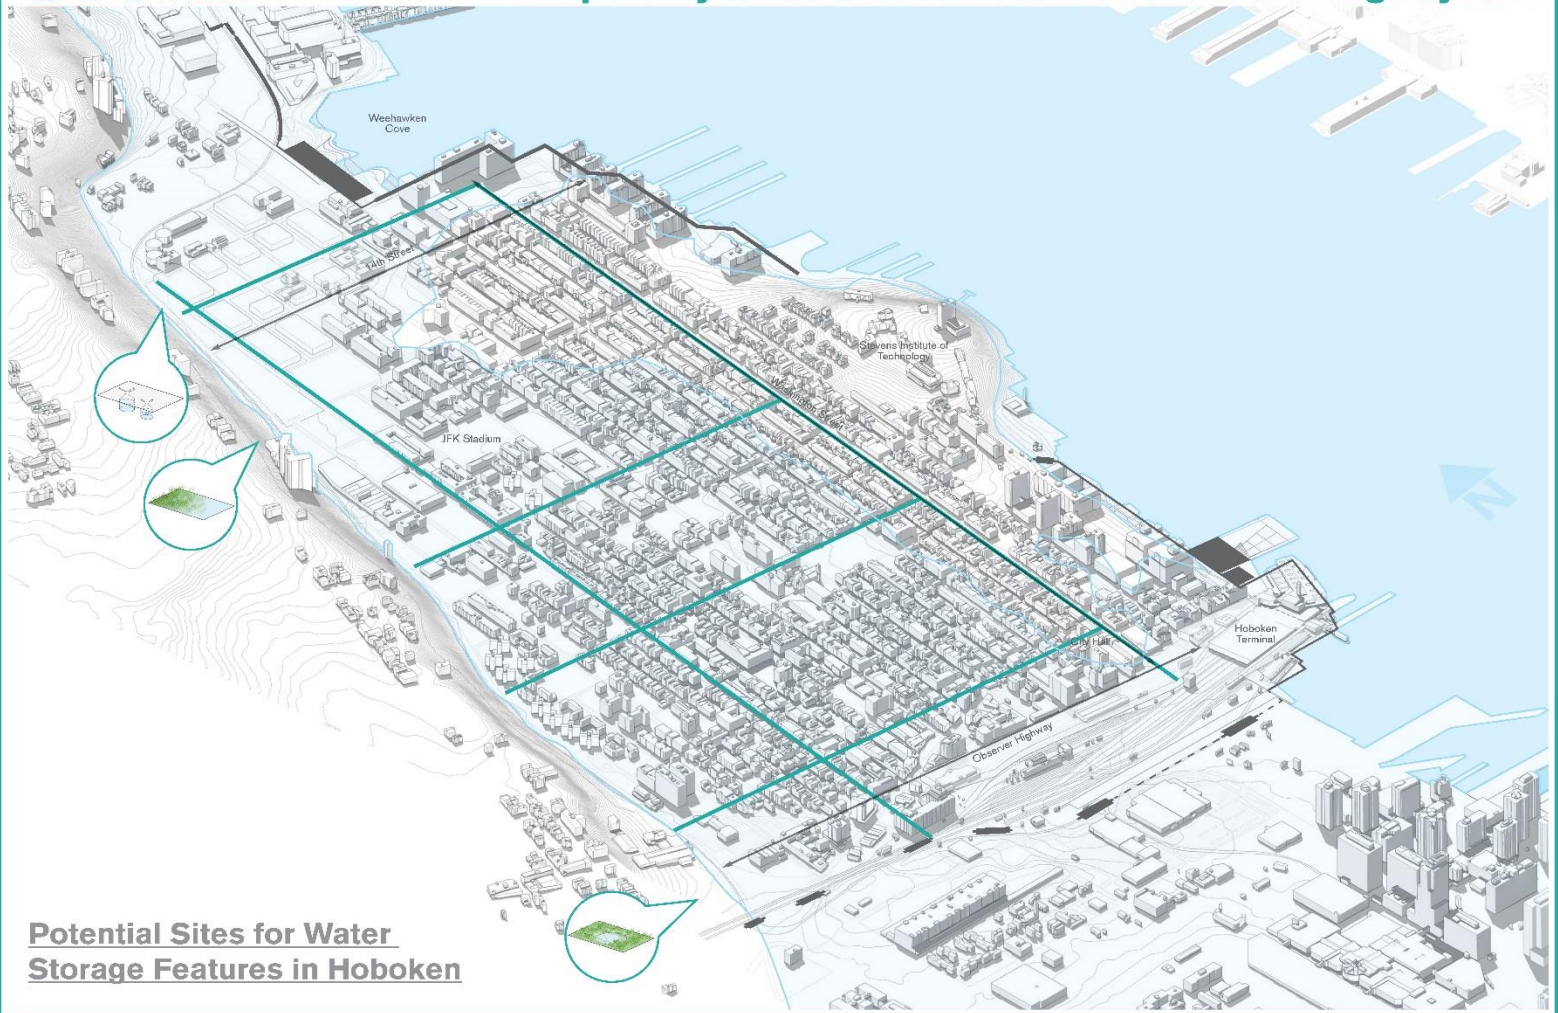 Weehawken
Cove
14th Street
Stevens Institute of
Technology
Washington Street
JFK Stadium
N
City Hall
Hoboken
Terminal
Observer Highway
Potential Sites for Water
Storage Features in Hoboken